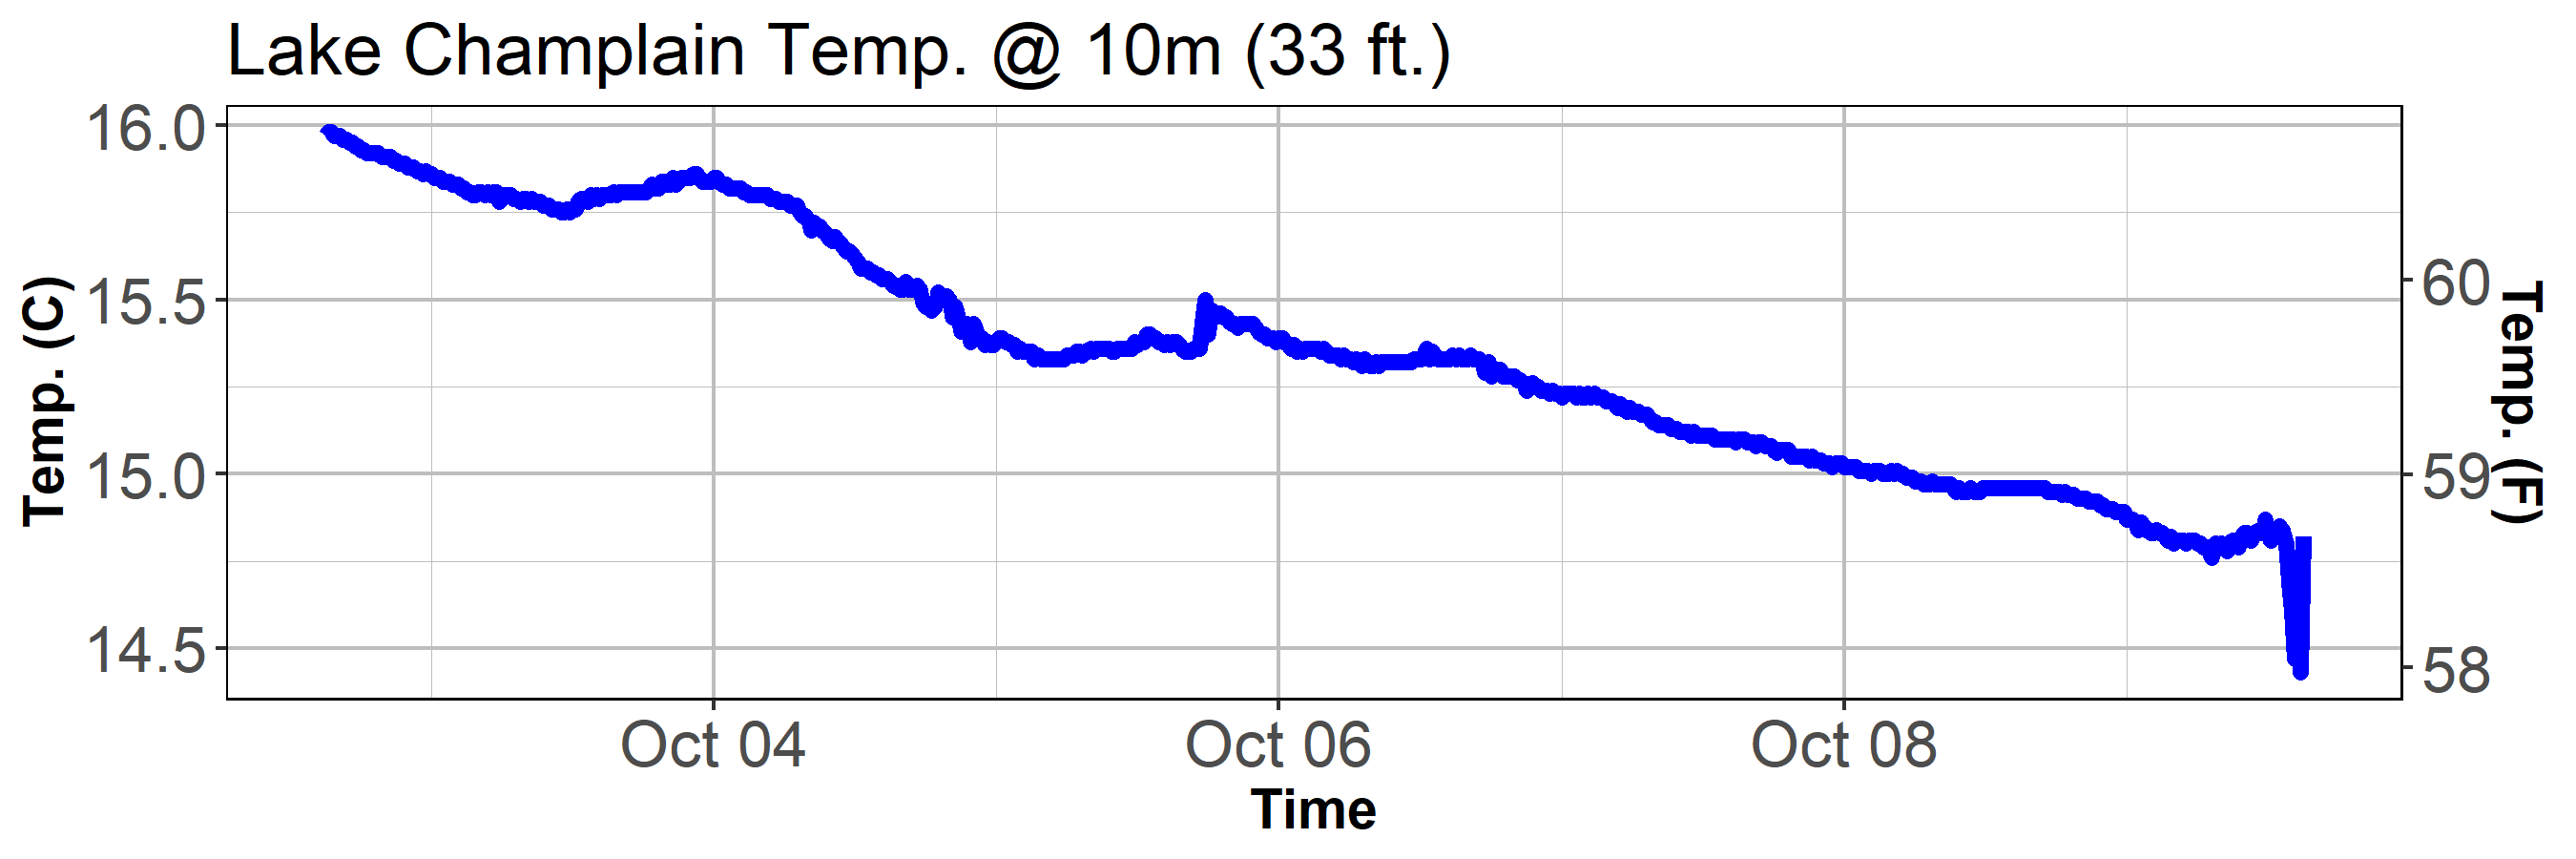 Lake Champlain Temp. @ 10m (33 ft.)
16.0
15.5
15.0
14.5
Temp. (C)
60
59
58
Temp. (F)
Oct 04 Oct 06 Oct 08
Time